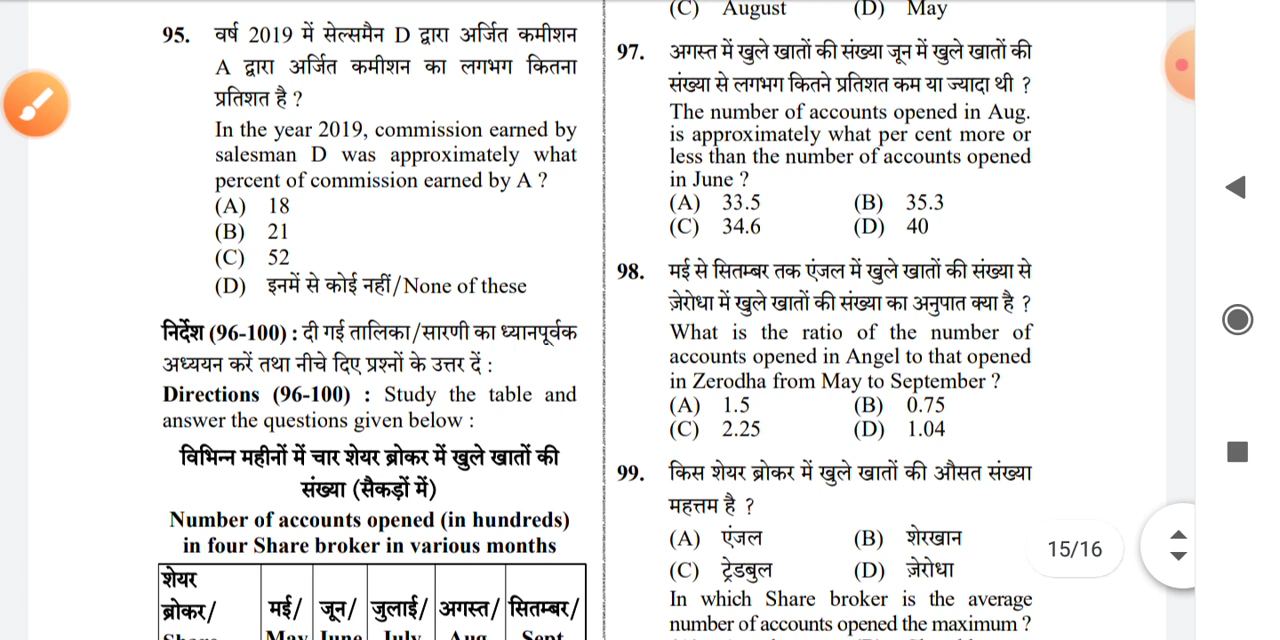 95. वर्ष 2019 में सेल्समैन D द्वारा अर्जित कमीशन
A द्वारा अर्जित कमीशन का लगभग कितना
प्रतिशत है ?
In the year 2019, commission earned by
salesman D was approximately what
percent of commission earned by A ?
(A) 18
(B) 21
(C) 52
(D) इनमें से कोई नहीं/None of these
निर्देश (96-100) : दी गई तालिका/सारणी का ध्यानपूर्वक
अध्ययन करें तथा नीचे दिए प्रश्नों के उत्तर दें :
Directions (96-100) : Study the table and
answer the questions given below :
विभिन्न महीनों में चार शेयर ब्रोकर में खुले खातों की
संख्या (सैकड़ों में)
Number of accounts opened (in hundreds)
in four Share broker in various months
शेयर
ब्रोकर/ मई/ जून/ जुलाई/ अगस्त/ सितम्बर/
Share May June July Aug Sept
(C) August (D) May
97. अगस्त में खुले खातों की संख्या जून में खुले खातों की
संख्या से लगभग कितने प्रतिशत कम या ज्यादा थी ?
The number of accounts opened in Aug.
is approximately what per cent more or
less than the number of accounts opened
in June ?
(A) 33.5 (B) 35.3
(C) 34.6 (D) 40
98. मई से सितम्बर तक एंजल में खुले खातों की संख्या से
ज़ेरोधा में खुले खातों की संख्या का अनुपात क्या है ?
What is the ratio of the number of
accounts opened in Angel to that opened
in Zerodha from May to September ?
(A) 1.5 (B) 0.75
(C) 2.25 (D) 1.04
99. किस शेयर ब्रोकर में खुले खातों की औसत संख्या
महत्तम है ?
(A) एंजल (B) शेरखान
(C) ट्रेडबुल (D) ज़ेरोधा
In which Share broker is the average
number of accounts opened the maximum ?
15/16